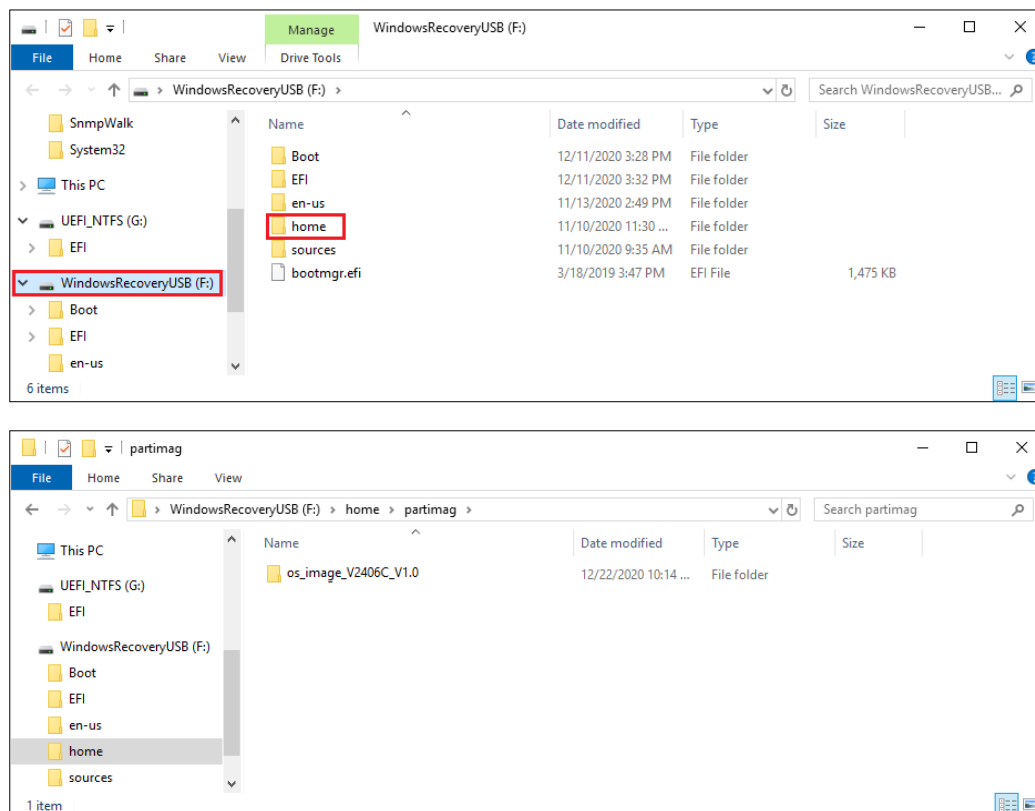 Manage WindowsRecoveryUSB (F:)
File Home Share View Drive Tools
WindowsRecoveryUSB (F:) Search WindowsRecoveryUSB...
SnmpWalk
System32
This PC
UEFI_NTFS (G:)
EFI
WindowsRecoveryUSB (F:)
Boot
EFI
en-us
Name Date modified Type Size
Boot 12/11/2020 3:28 PM File folder
EFI 12/11/2020 3:32 PM File folder
en-us 11/13/2020 2:49 PM File folder
home 11/10/2020 11:30 ... File folder
sources 11/10/2020 9:35 AM File folder
bootmgr.efi 3/18/2019 3:47 PM EFI File 1,475 KB
6 items
partimag
File Home Share View
WindowsRecoveryUSB (F:) home partimag Search partimag
This PC
UEFI_NTFS (G:)
EFI
WindowsRecoveryUSB (F:)
Boot
EFI
en-us
home
sources
Name Date modified Type Size
os_image_V2406C_V1.0 12/22/2020 10:14 ... File folder
1 item